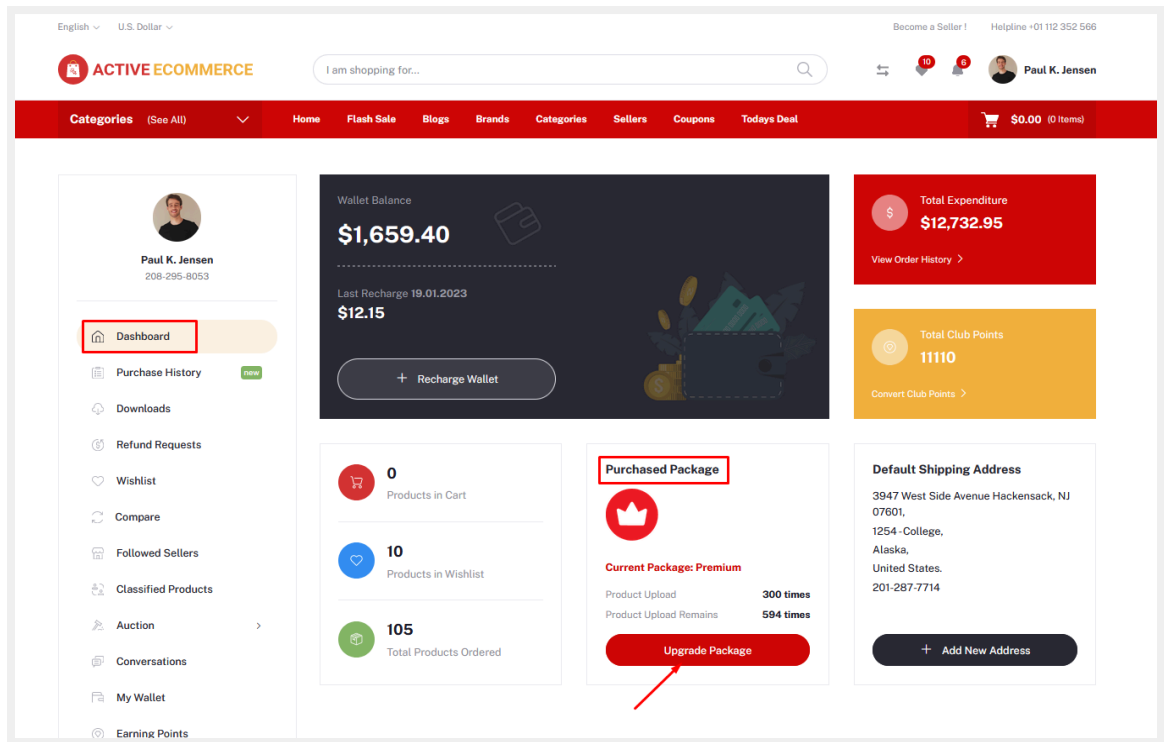 English
U.S. Dollar
Become a Seller !
Helpline +01 112 352 566
ACTIVE ECOMMERCE
I am shopping for...
10
6
Paul K. Jensen
Categories (See All)
Home
Flash Sale
Blogs
Brands
Categories
Sellers
Coupons
Todays Deal
$0.00 (0 Items)
Paul K. Jensen
208-295-8053
Dashboard
Purchase History
new
Downloads
Refund Requests
Wishlist
Compare
Followed Sellers
Classified Products
Auction
Conversations
My Wallet
Earning Points
Wallet Balance
$1,659.40
Last Recharge 19.01.2023
$12.15
+ Recharge Wallet
$
Total Expenditure
$12,732.95
View Order History >
Total Club Points
11110
Convert Club Points >
0
Products in Cart
10
Products in Wishlist
105
Total Products Ordered
Purchased Package
Current Package: Premium
Product Upload 300 times
Product Upload Remains 594 times
Upgrade Package
Default Shipping Address
3947 West Side Avenue Hackensack, NJ
07601,
1254 - College,
Alaska,
United States.
201-287-7714
+ Add New Address